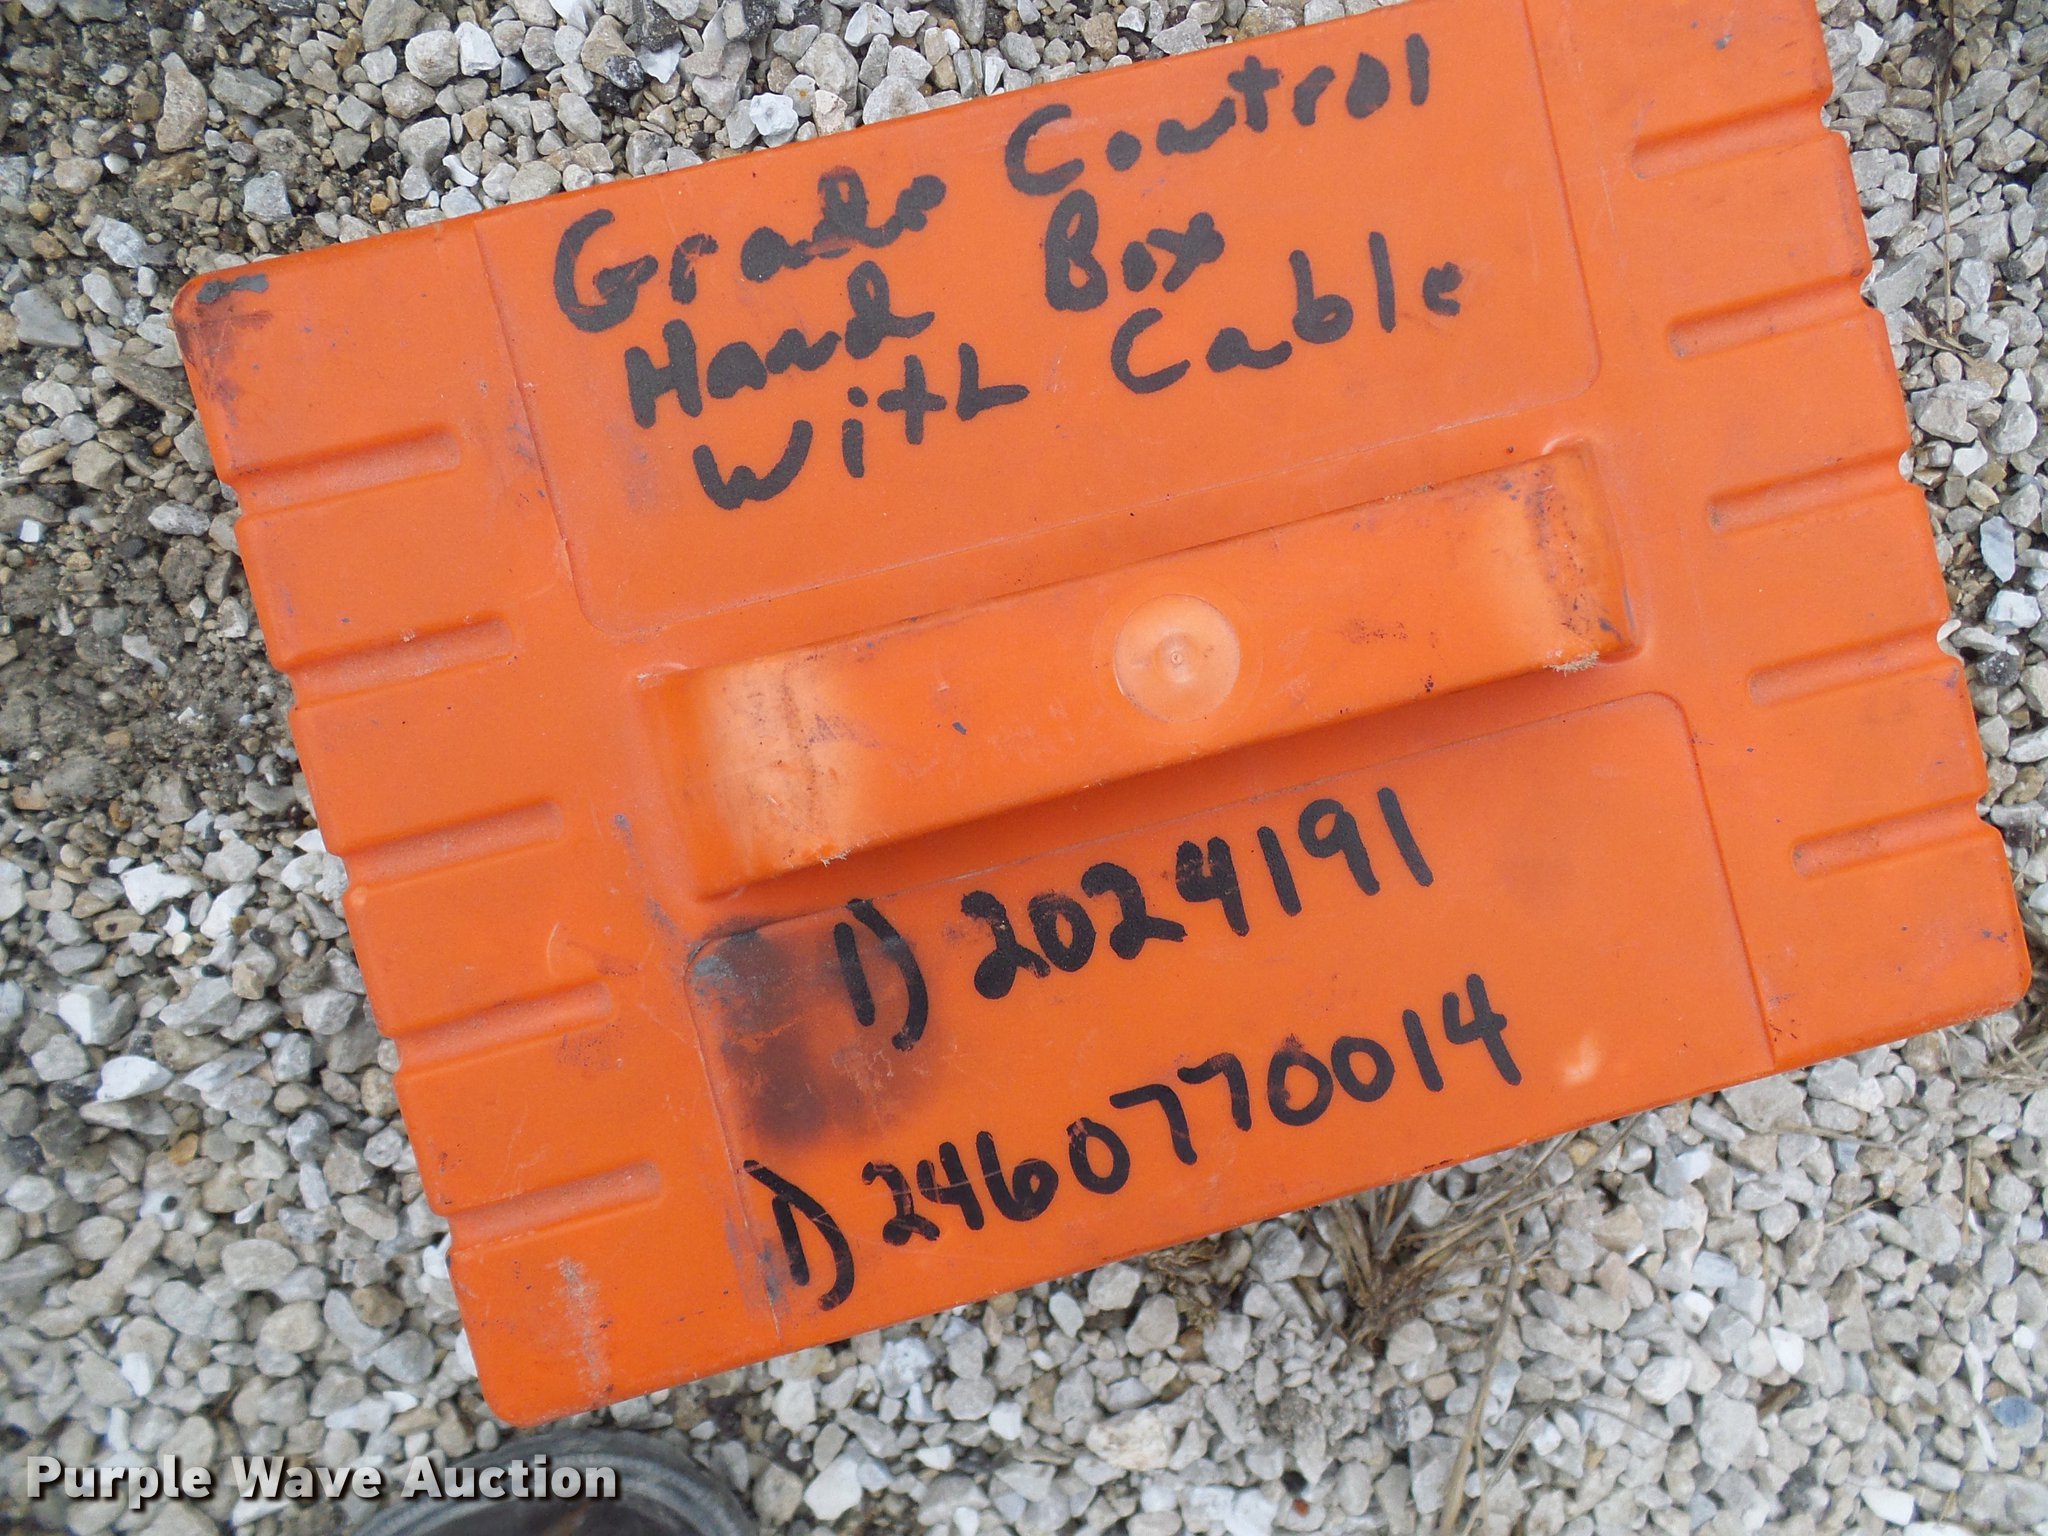 Grade Control
Hand Box
With Cable
1) 2024191
1) 2460770014
Purple Wave Auction